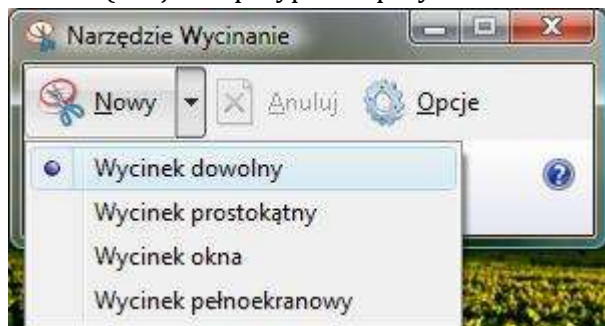 Narzędzie Wycinanie
Nowy Anuluj Opcje
Wycinek dowolny
Wycinek prostokątny
Wycinek okna
Wycinek pełnoekranowy